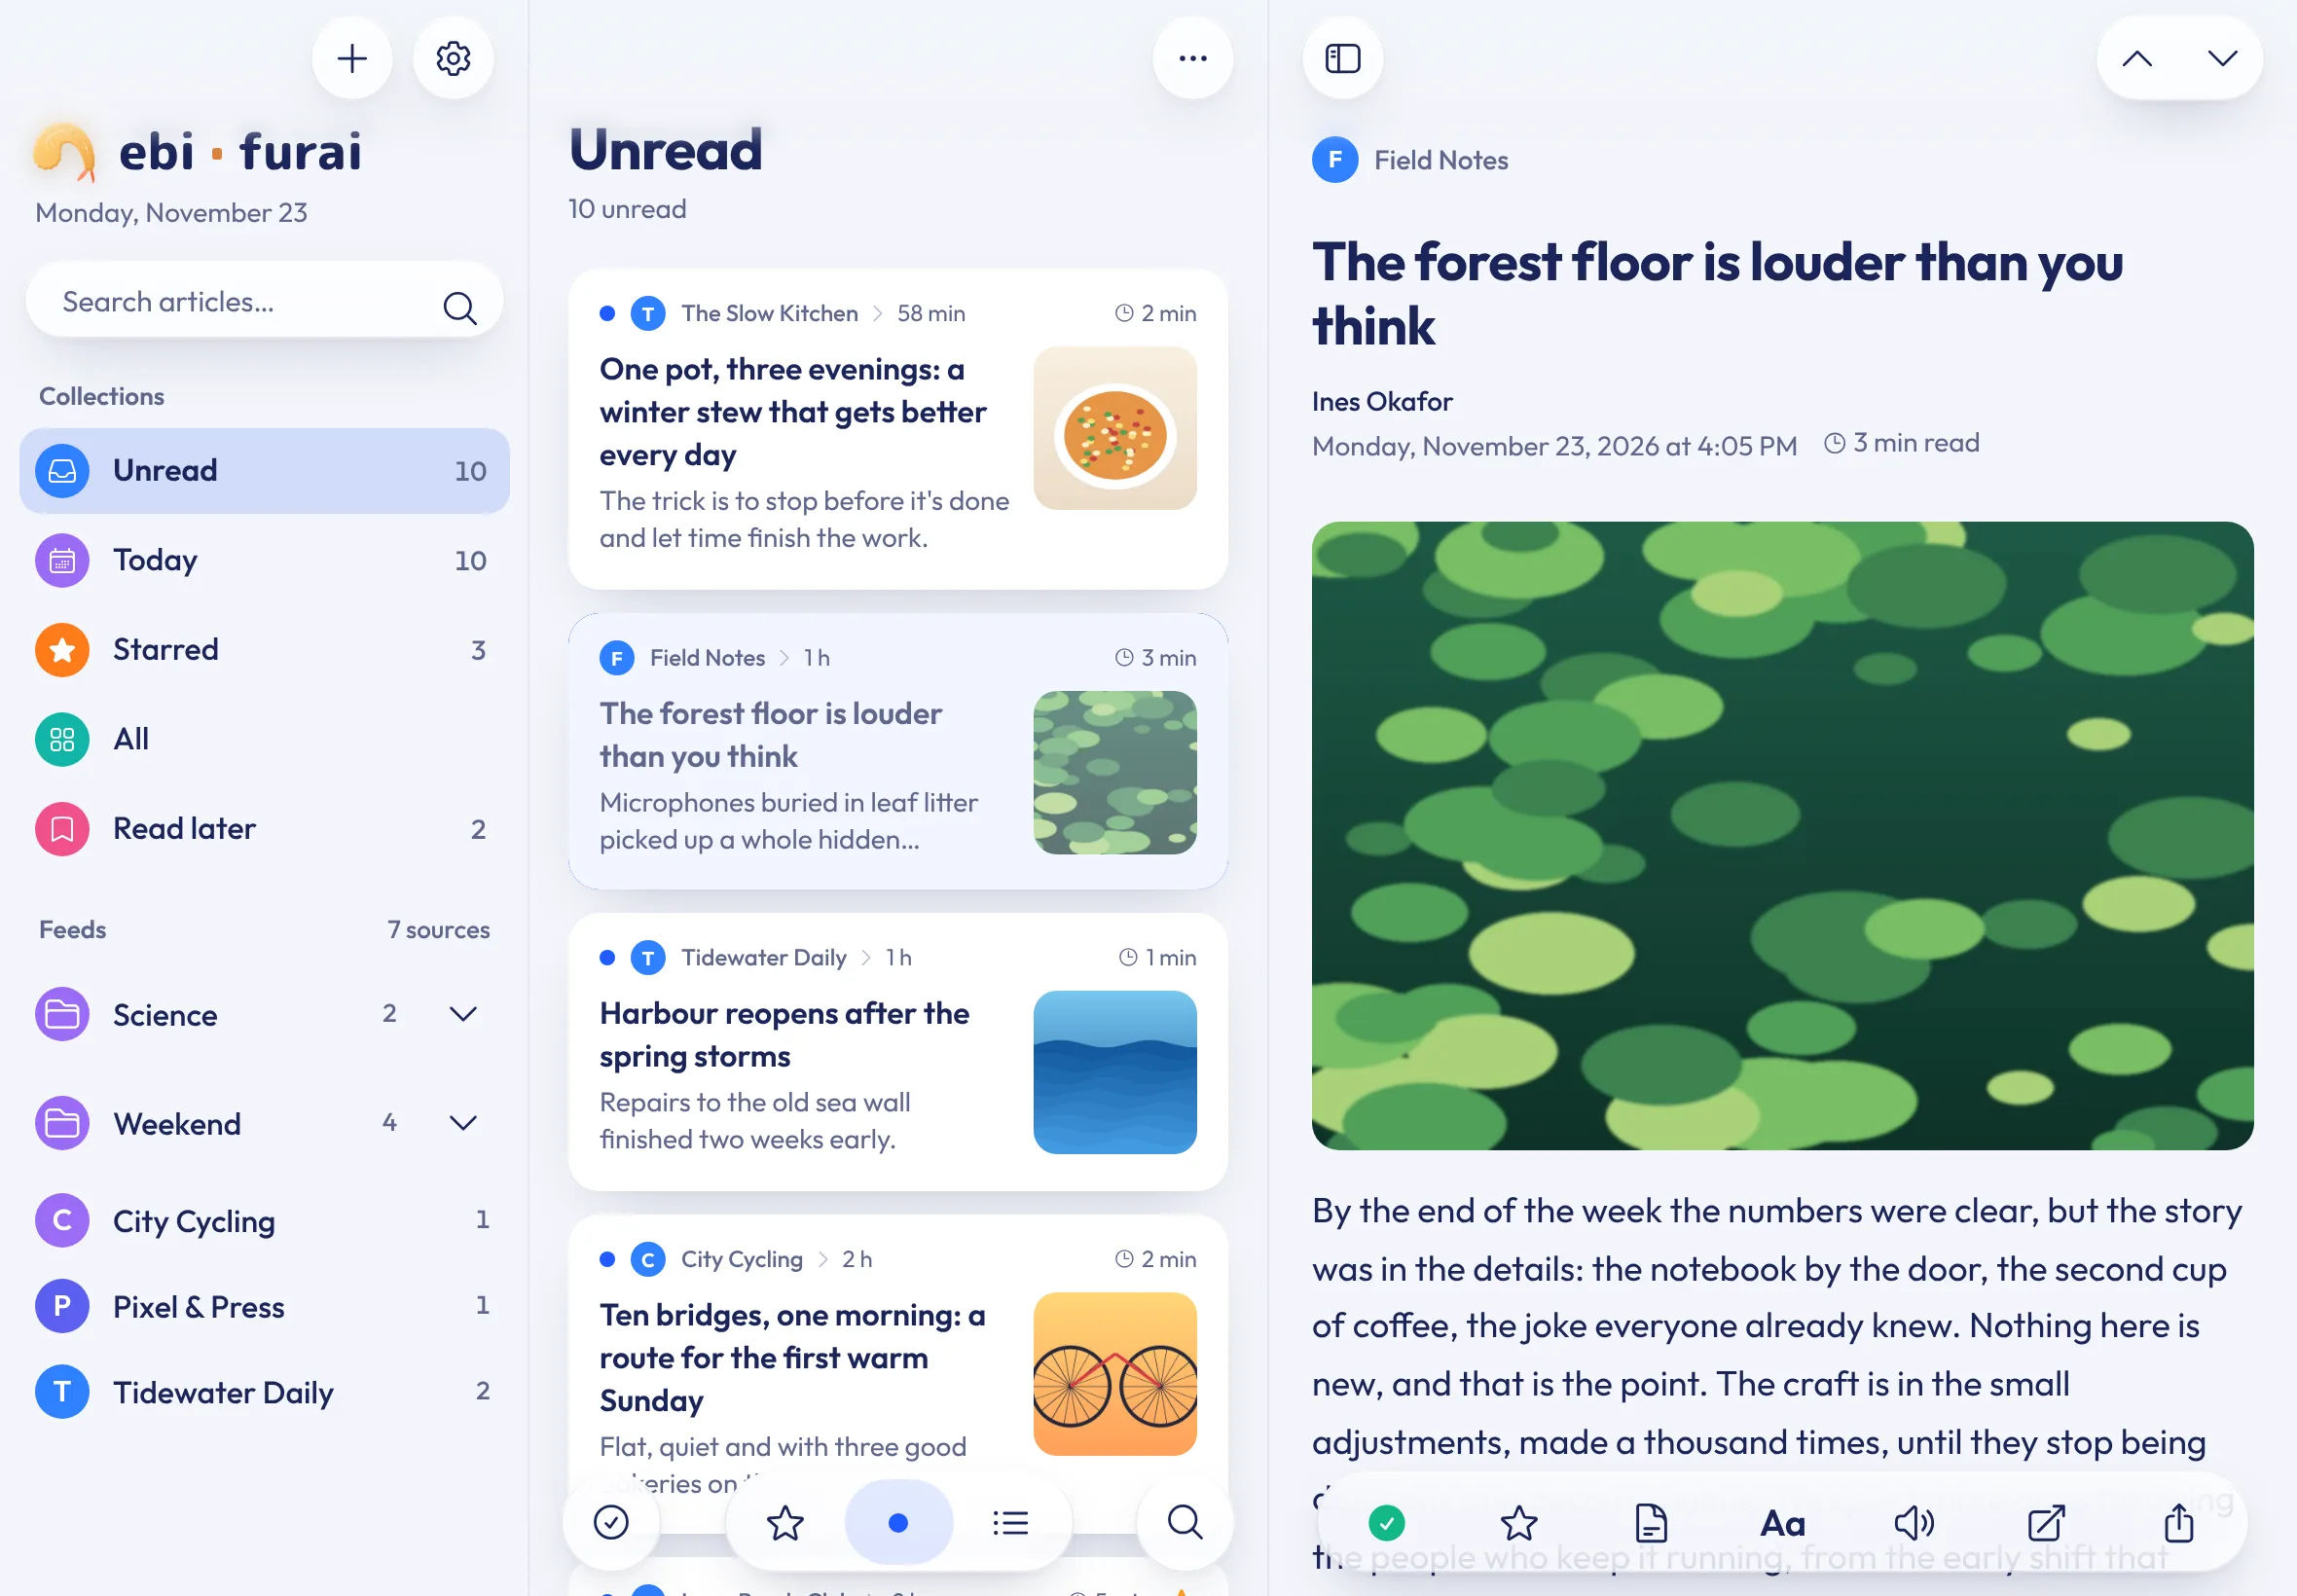 ebi · furai
Monday, November 23
Search articles...
Collections
Unread 10
Today 10
Starred 3
All
Read later 2
Feeds 7 sources
Science 2
Weekend 4
C City Cycling 1
P Pixel & Press 1
T Tidewater Daily 2
Unread
10 unread
T The Slow Kitchen > 58 min 2 min
One pot, three evenings: a
winter stew that gets better
every day
The trick is to stop before it's done
and let time finish the work.
F Field Notes > 1 h 3 min
The forest floor is louder
than you think
Microphones buried in leaf litter
picked up a whole hidden...
T Tidewater Daily > 1 h 1 min
Harbour reopens after the
spring storms
Repairs to the old sea wall
finished two weeks early.
C City Cycling > 2 h 2 min
Ten bridges, one morning: a
route for the first warm
Sunday
Flat, quiet and with three good
F Field Notes
The forest floor is louder than you
think
Ines Okafor
Monday, November 23, 2026 at 4:05 PM 3 min read
By the end of the week the numbers were clear, but the story
was in the details: the notebook by the door, the second cup
of coffee, the joke everyone already knew. Nothing here is
new, and that is the point. The craft is in the small
adjustments, made a thousand times, until they stop being
Aa
the people who keep it running, from the early shift that